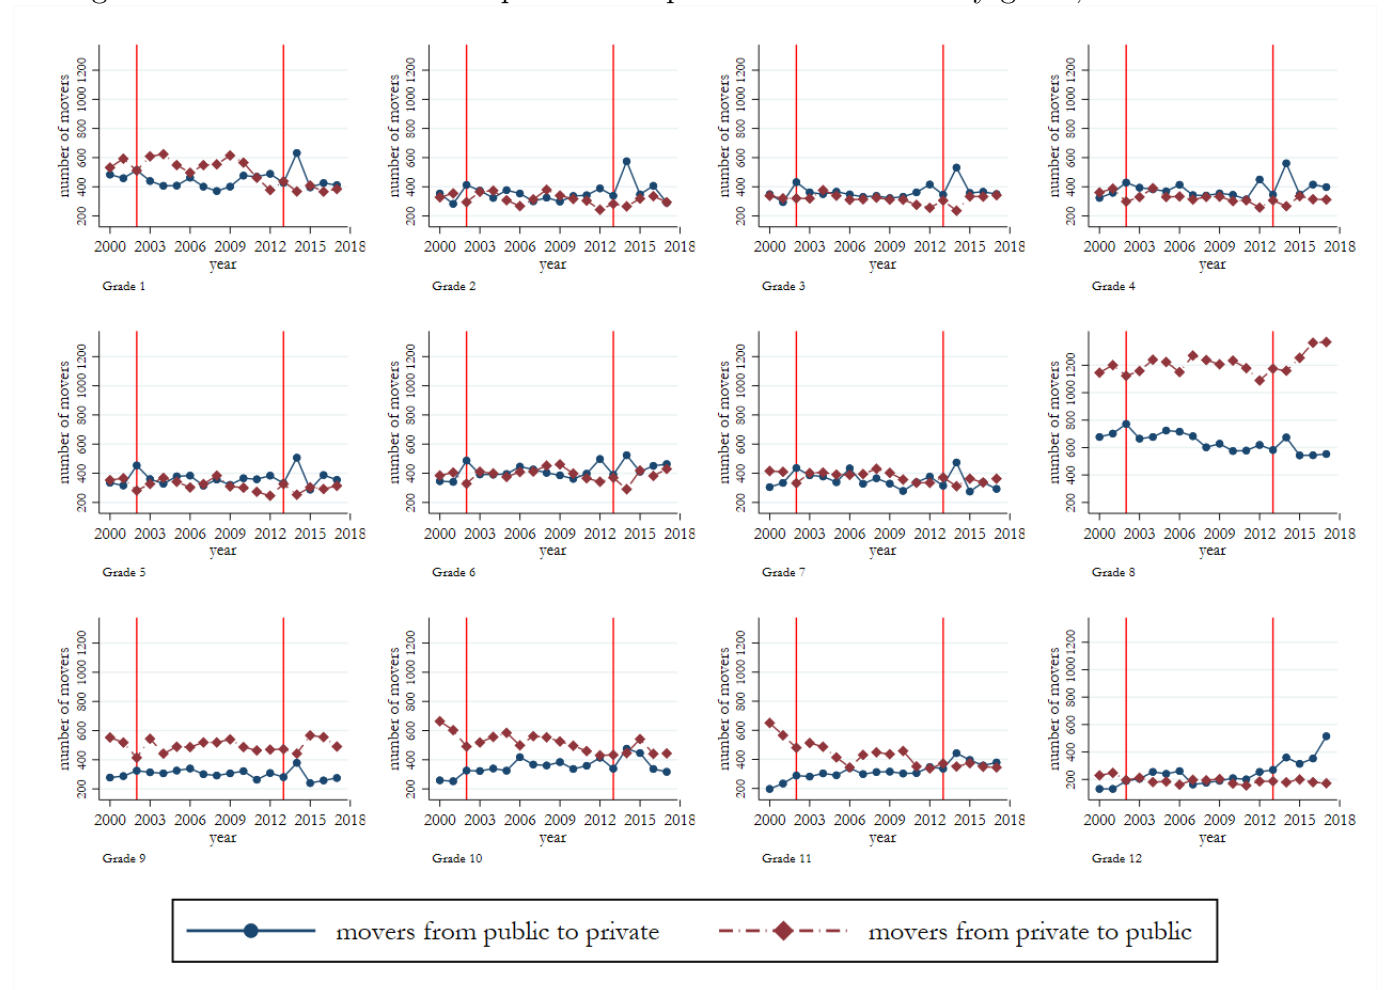 number of movers
200 400 600 800 1000 1200
2000 2003 2006 2009 2012 2015 2018
year
Grade 1
number of movers
200 400 600 800 1000 1200
2000 2003 2006 2009 2012 2015 2018
year
Grade 2
number of movers
200 400 600 800 1000 1200
2000 2003 2006 2009 2012 2015 2018
year
Grade 3
number of movers
200 400 600 800 1000 1200
2000 2003 2006 2009 2012 2015 2018
year
Grade 4
number of movers
200 400 600 800 1000 1200
2000 2003 2006 2009 2012 2015 2018
year
Grade 5
number of movers
200 400 600 800 1000 1200
2000 2003 2006 2009 2012 2015 2018
year
Grade 6
number of movers
200 400 600 800 1000 1200
2000 2003 2006 2009 2012 2015 2018
year
Grade 7
number of movers
200 400 600 800 1000 1200
2000 2003 2006 2009 2012 2015 2018
year
Grade 8
number of movers
200 400 600 800 1000 1200
2000 2003 2006 2009 2012 2015 2018
year
Grade 9
number of movers
200 400 600 800 1000 1200
2000 2003 2006 2009 2012 2015 2018
year
Grade 10
number of movers
200 400 600 800 1000 1200
2000 2003 2006 2009 2012 2015 2018
year
Grade 11
number of movers
200 400 600 800 1000 1200
2000 2003 2006 2009 2012 2015 2018
year
Grade 12
movers from public to private
movers from private to public